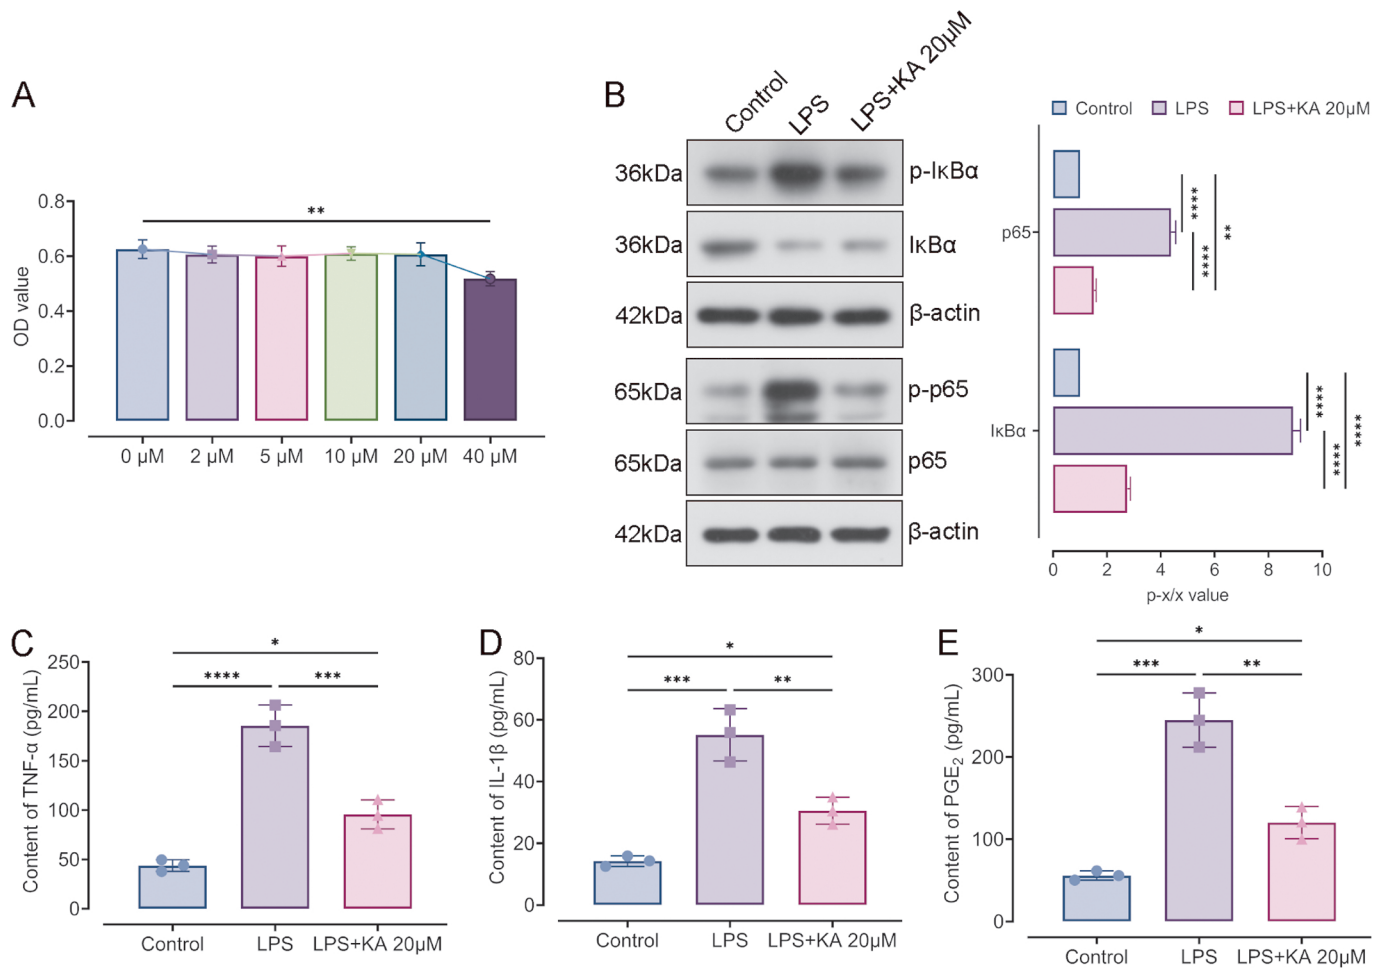 A
**
0.8
0.6
0.4
0.2
0.0
OD value
0 µM 2 µM 5 µM 10 µM 20 µM 40 µM
B
Control LPS LPS+KA 20µM
36kDa p-IκBα
36kDa IκBα
42kDa β-actin
65kDa p-p65
65kDa p65
42kDa β-actin
Control LPS LPS+KA 20µM
p65
****
****
**
IκBα
****
****
****
0 2 4 6 8 10
p-x/x value
C
*
**** ***
250
200
150
100
50
0
Content of TNF-α (pg/mL)
Control LPS LPS+KA 20µM
D
*
*** **
80
60
40
20
0
Content of IL-1β (pg/mL)
Control LPS LPS+KA 20µM
E
*
*** **
300
200
100
0
Content of PGE₂ (pg/mL)
Control LPS LPS+KA 20µM